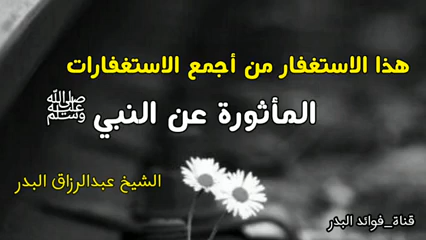 هذا الاستغفار من أجمع الاستغفارات
المأثورة عن النبي ﷺ
الشيخ عبدالرزاق البدر
قناة_فوائد البدر